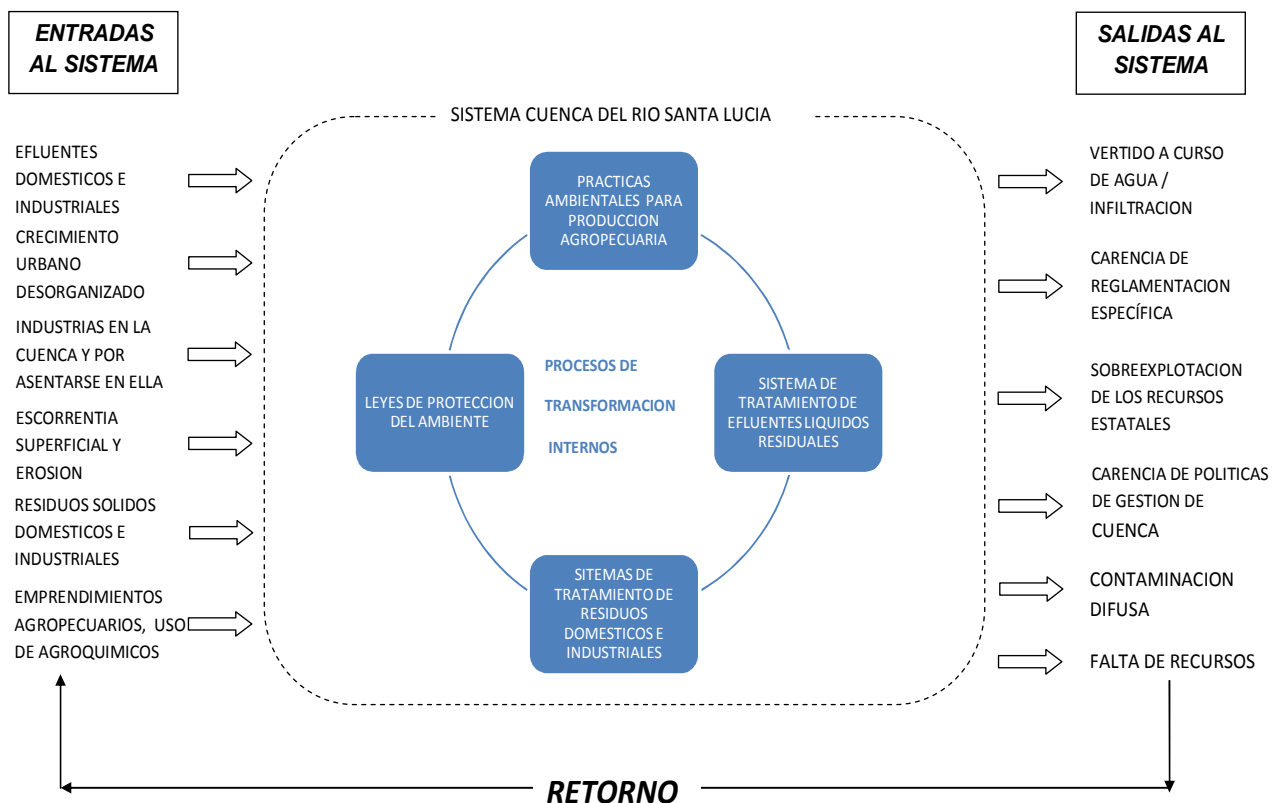 ENTRADAS
AL SISTEMA
SALIDAS AL
SISTEMA
SISTEMA CUENCA DEL RIO SANTA LUCIA
EFLUENTES
DOMESTICOS E
INDUSTRIALES
CRECIMIENTO
URBANO
DESORGANIZADO
INDUSTRIAS EN LA
CUENCA Y POR
ASENTARSE EN ELLA
ESCORRENTIA
SUPERFICIAL Y
EROSION
RESIDUOS SOLIDOS
DOMESTICOS E
INDUSTRIALES
EMPRENDIMIENTOS
AGROPECUARIOS, USO
DE AGROQUIMICOS
PRACTICAS
AMBIENTALES PARA
PRODUCCION
AGROPECUARIA
LEYES DE PROTECCION
DEL AMBIENTE
PROCESOS DE
TRANSFORMACION
INTERNOS
SISTEMA DE
TRATAMIENTO DE
EFLUENTES LIQUIDOS
RESIDUALES
SITEMAS DE
TRATAMIENTO DE
RESIDUOS
DOMESTICOS E
INDUSTRIALES
VERTIDO A CURSO
DE AGUA /
INFILTRACION
CARENCIA DE
REGLAMENTACION
ESPECÍFICA
SOBREEXPLOTACION
DE LOS RECURSOS
ESTATALES
CARENCIA DE POLITICAS
DE GESTION DE
CUENCA
CONTAMINACION
DIFUSA
FALTA DE RECURSOS
RETORNO